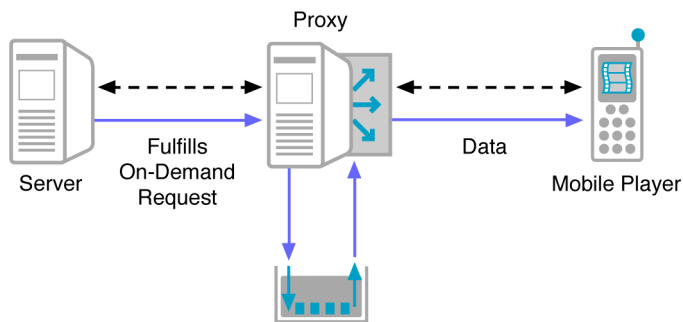 Proxy
Server
Fulfills
On-Demand
Request
Data
Mobile Player